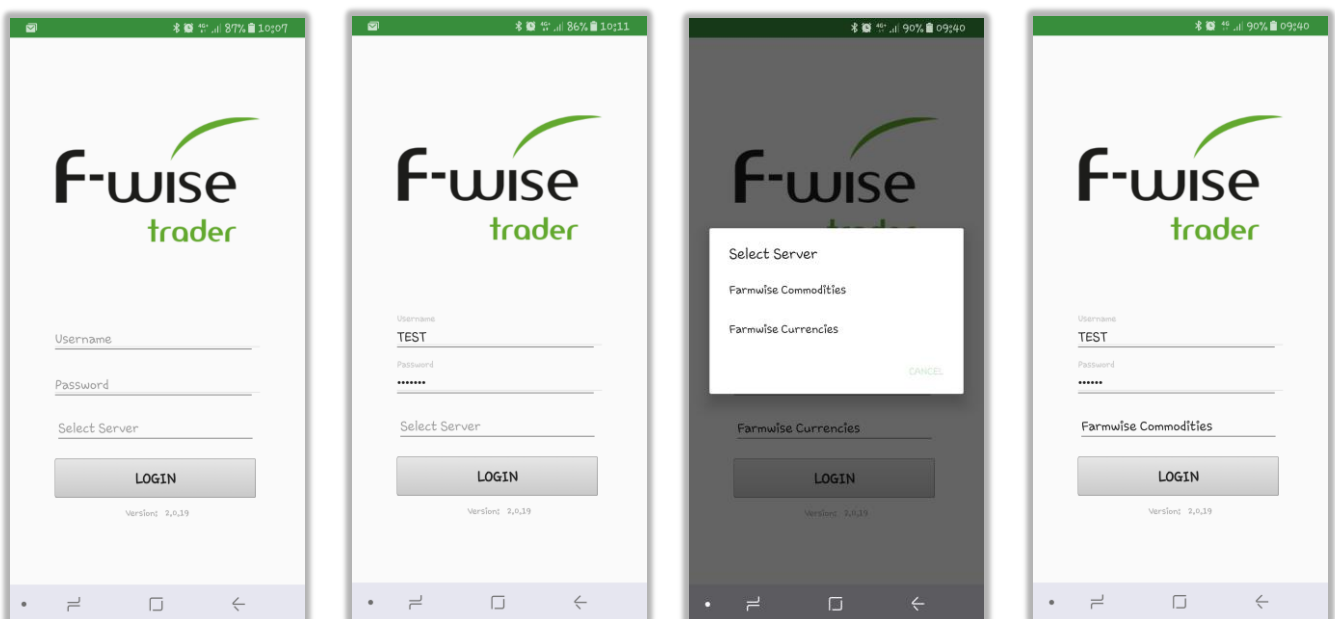 87% 10:07
F-wise
trader
Username
Password
Select Server
LOGIN
Version: 2.0.19
86% 10:11
F-wise
trader
Username
TEST
Password
•••••••
Select Server
LOGIN
Version: 2.0.19
90% 09:40
F-wise
Select Server
Farmwise Commodities
Farmwise Currencies
CANCEL
Farmwise Currencies
LOGIN
Version: 2.0.19
90% 09:40
F-wise
trader
Username
TEST
Password
••••••
Farmwise Commodities
LOGIN
Version: 2.0.19